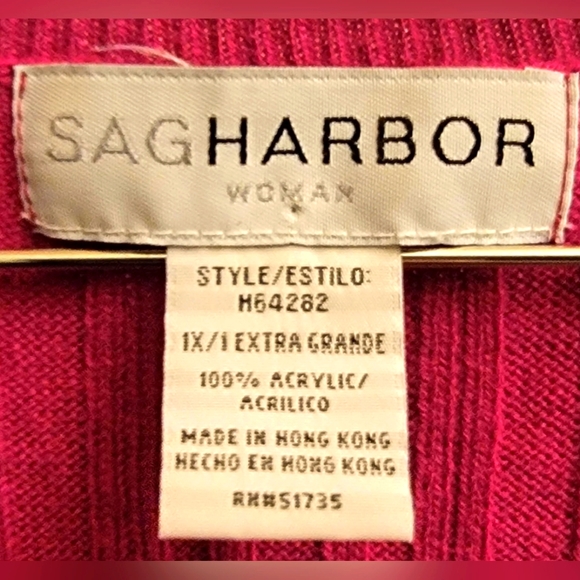 SAGHARBOR
WOMAN
STYLE/ESTILO:
H64282
1X/1 EXTRA GRANDE
100% ACRYLIC/
ACRILICO
MADE IN HONG KONG
HECHO EN HONG KONG
RN#51735